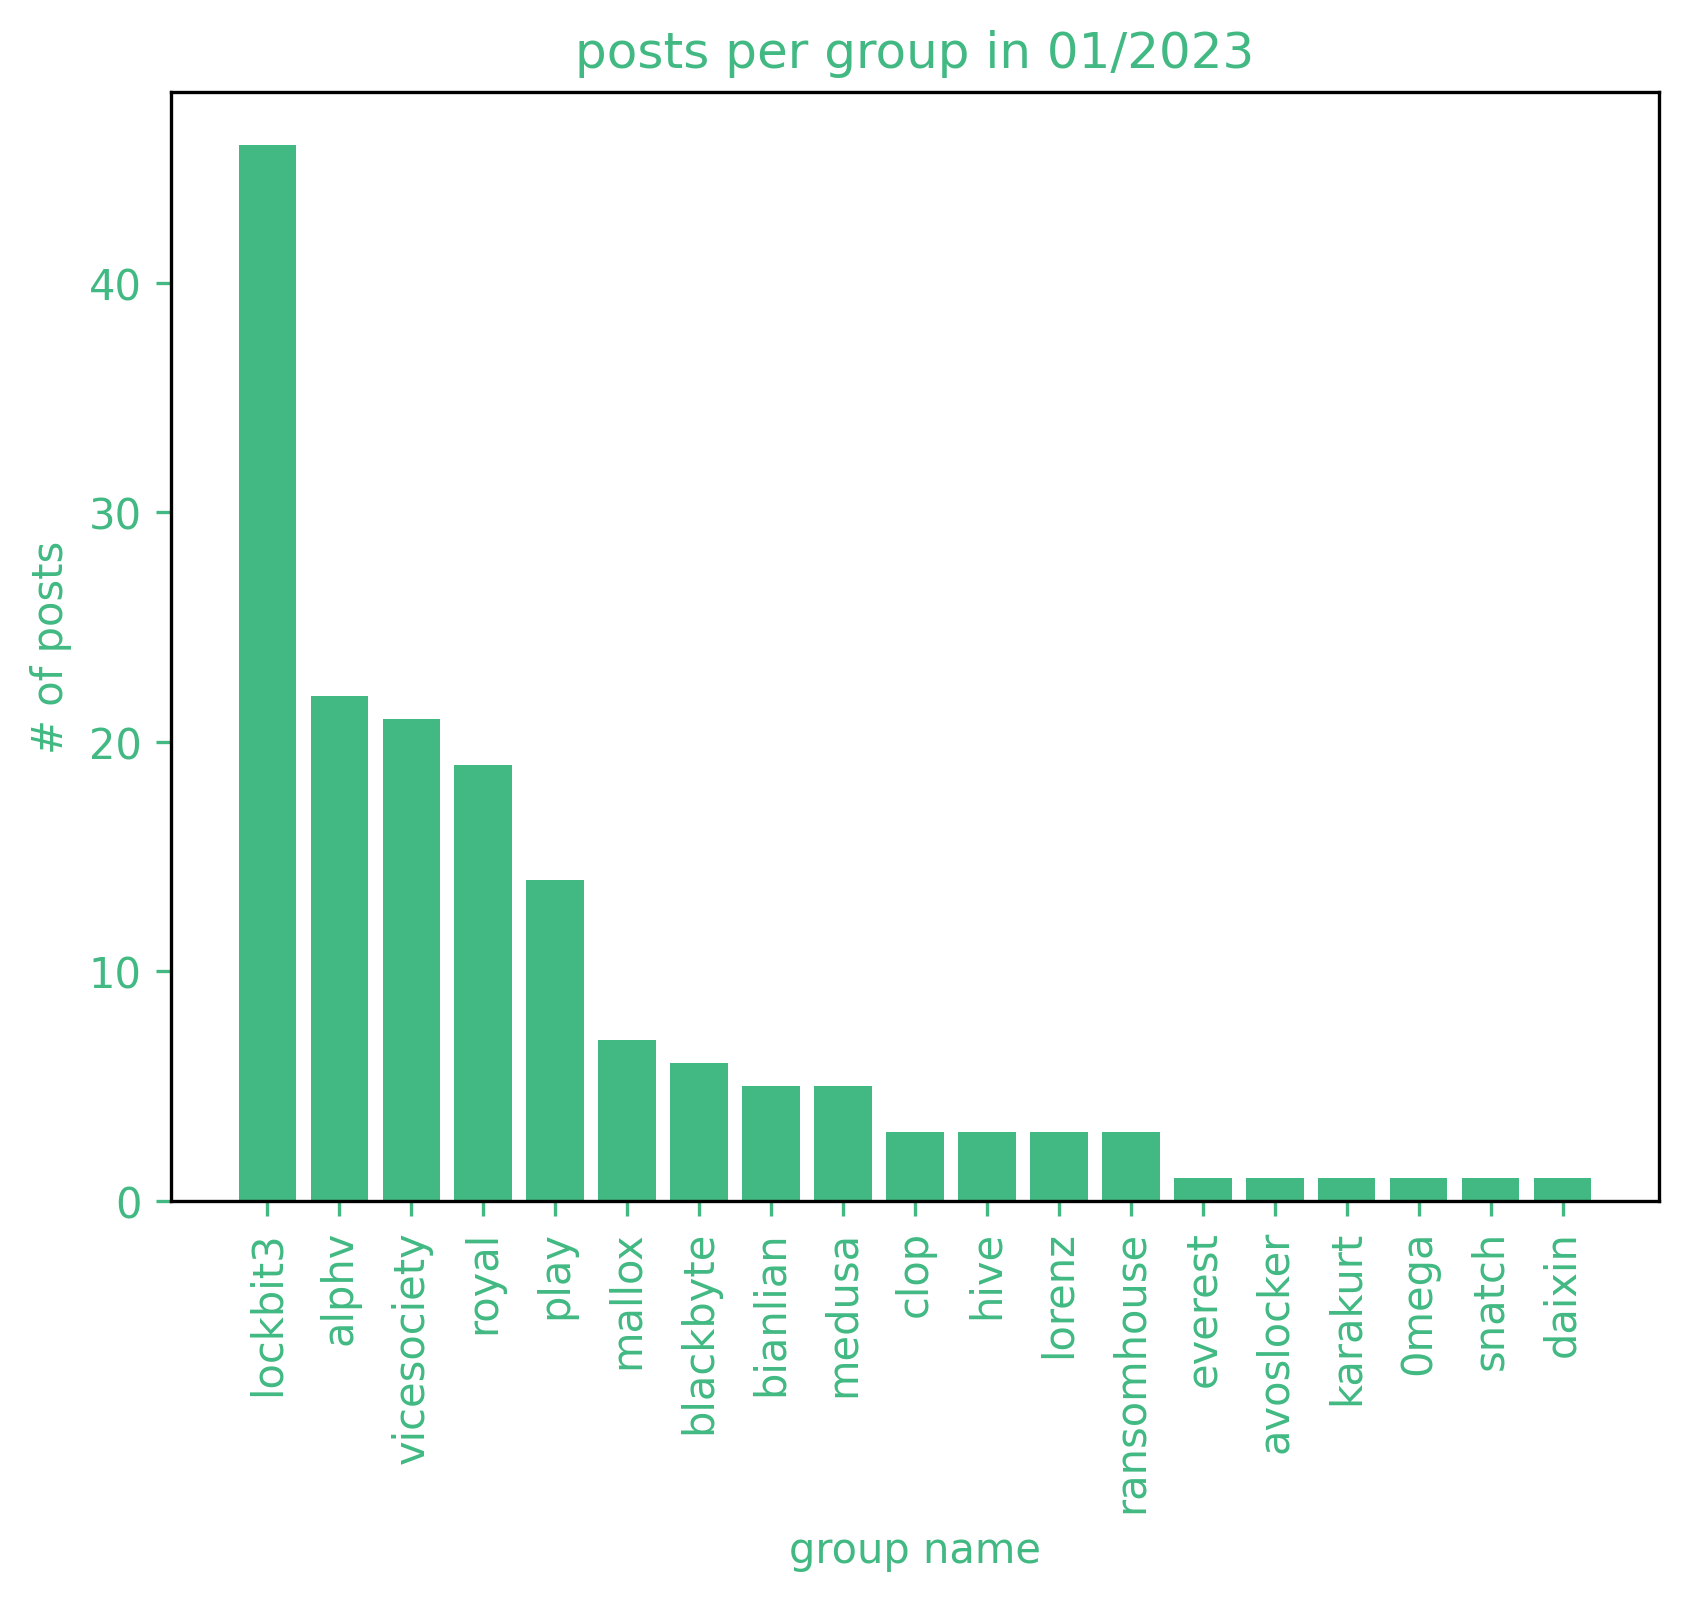 posts per group in 01/2023
# of posts
40
30
20
10
0
lockbit3
alphv
vicesociety
royal
play
mallox
blackbyte
bianlian
medusa
clop
hive
lorenz
ransomhouse
everest
avoslocker
karakurt
0mega
snatch
daixin
group name